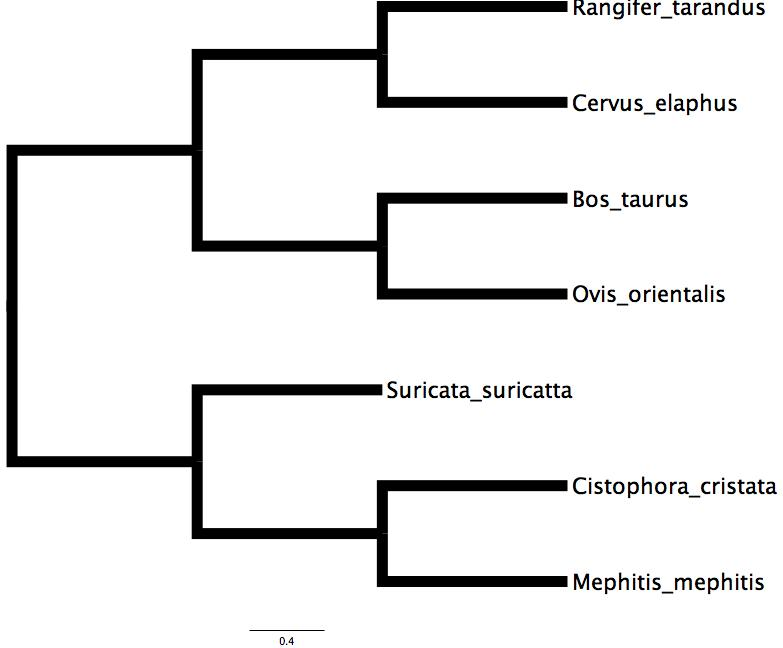 Rangifer_tarandus
Cervus_elaphus
Bos_taurus
Ovis_orientalis
Suricata_suricatta
Cistophora_cristata
Mephitis_mephitis
0.4